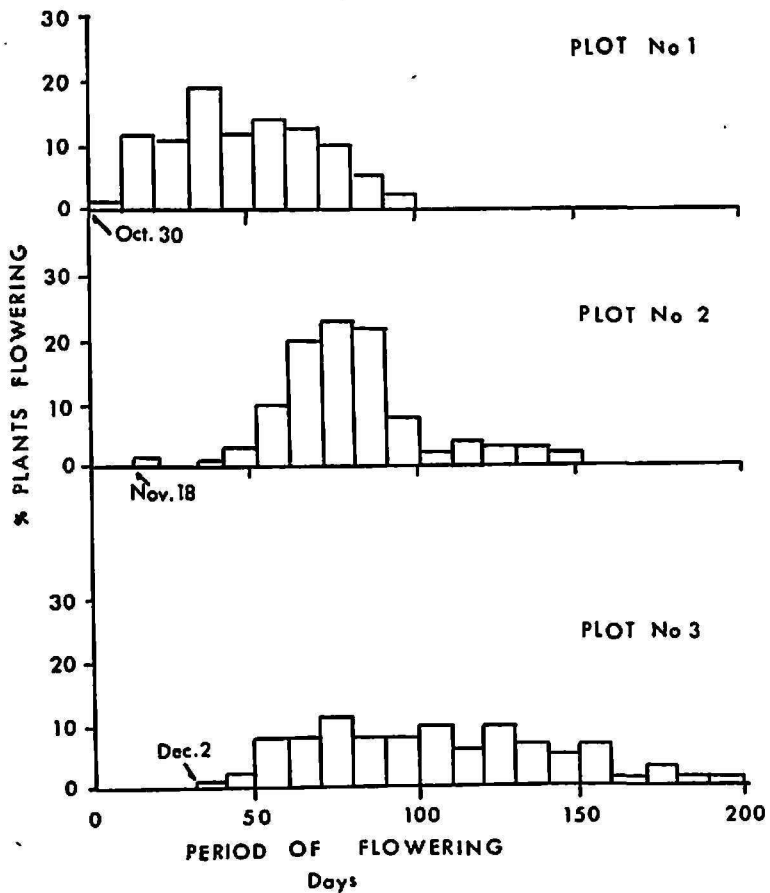 30
PLOT No 1
20
10
0
Oct. 30
% PLANTS FLOWERING
30
PLOT No 2
20
10
0
Nov. 18
30
PLOT No 3
20
10
Dec. 2
0
0 50 100 150 200
PERIOD OF FLOWERING
Days